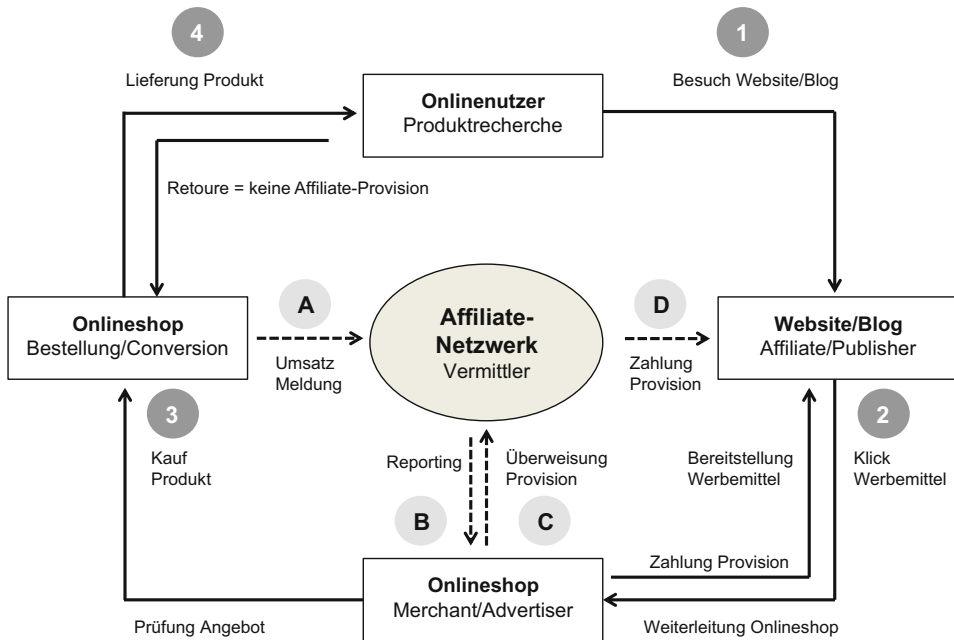 4
1
Lieferung Produkt
Besuch Website/Blog
Onlinenutzer
Produktrecherche
Retoure = keine Affiliate-Provision
A
D
Onlineshop
Bestellung/Conversion
Affiliate-
Netzwerk
Vermittler
Website/Blog
Affiliate/Publisher
Umsatz
Meldung
Zahlung
Provision
3
2
Kauf
Produkt
Reporting
Überweisung
Provision
Bereitstellung
Werbemittel
Klick
Werbemittel
B
C
Zahlung Provision
Onlineshop
Merchant/Advertiser
Prüfung Angebot
Weiterleitung Onlineshop